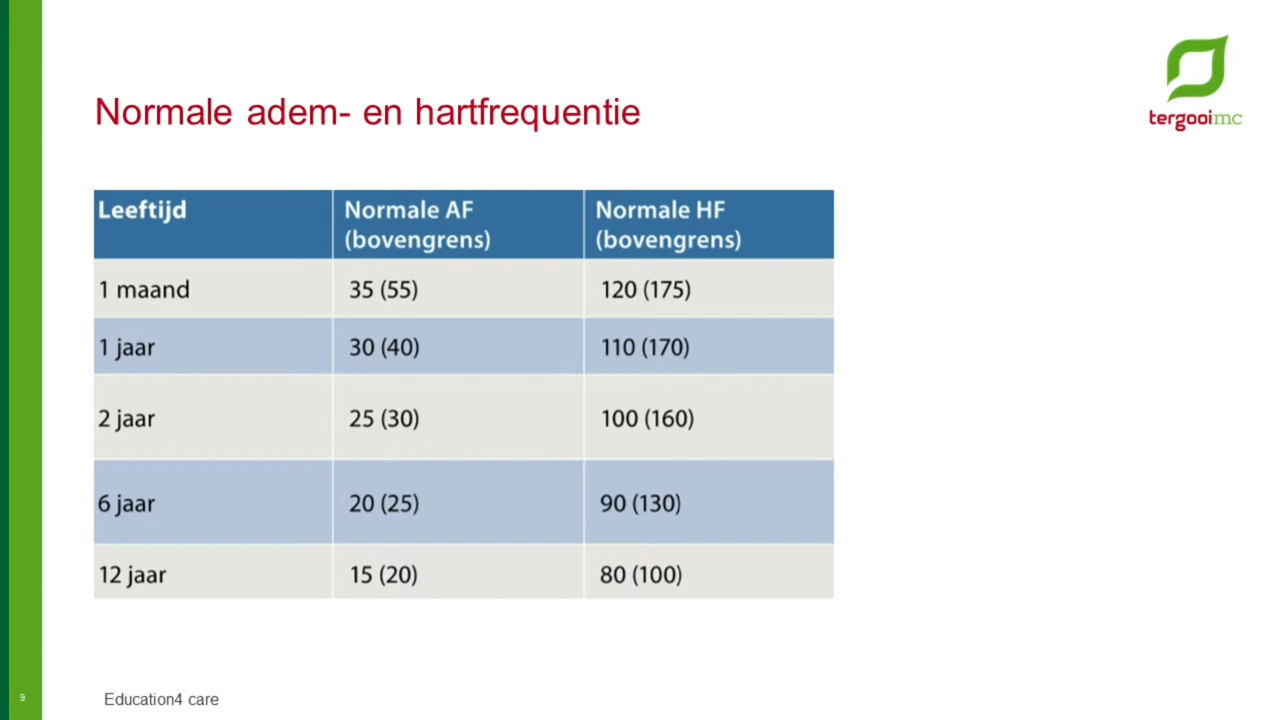 tergooimc
Normale adem- en hartfrequentie
Leeftijd Normale AF (bovengrens) Normale HF (bovengrens)
1 maand 35 (55) 120 (175)
1 jaar 30 (40) 110 (170)
2 jaar 25 (30) 100 (160)
6 jaar 20 (25) 90 (130)
12 jaar 15 (20) 80 (100)
9 Education4 care